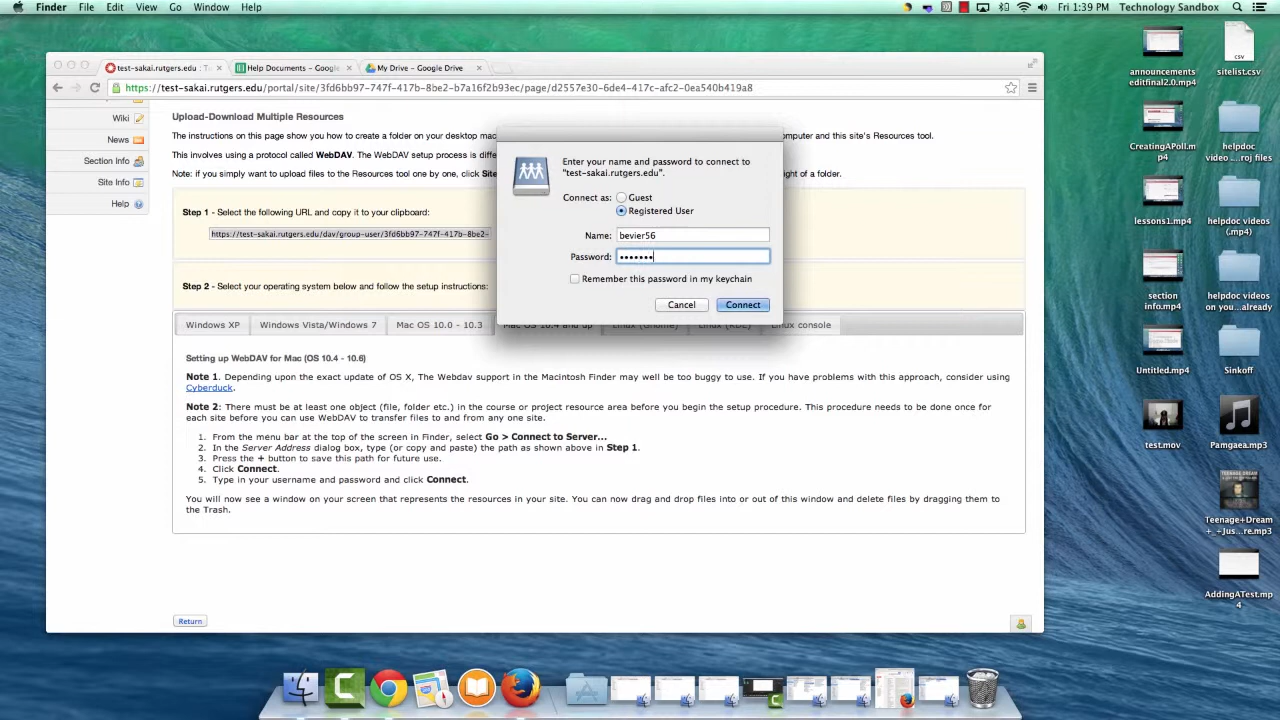 Finder File Edit View Go Window Help Fri 1:39 PM Technology Sandbox
test-sakai.rutgers.edu : T Help Documents – Google My Drive – Google Drive
https://test-sakai.rutgers.edu/portal/site/3fd6bb97-747f-417b-8be2-b7a16f2b93ec/page/d2557e30-6de4-417c-afc2-0ea540b419a8
Wiki
News
Section Info
Site Info
Help
Upload-Download Multiple Resources
The instructions on this page show you how to create a folder on your desktop mac
mputer and this site's Resources tool.
This involves using a protocol called WebDAV. The WebDAV setup process is diffe
Note: if you simply want to upload files to the Resources tool one by one, click Sit
ight of a folder.
Step 1 - Select the following URL and copy it to your clipboard:
https://test-sakai.rutgers.edu/dav/group-user/3fd6bb97-747f-417b-8be2-
Step 2 - Select your operating system below and follow the setup instructions:
Windows XP Windows Vista/Windows 7 Mac OS 10.0 - 10.3 Mac OS 10.4 and up Linux (Gnome) Linux (KDE) Linux console
Enter your name and password to connect to
"test-sakai.rutgers.edu".
Connect as: Guest
Registered User
Name: bevier56
Password: •••••••
Remember this password in my keychain
Cancel Connect
Setting up WebDAV for Mac (OS 10.4 - 10.6)
Note 1. Depending upon the exact update of OS X, The Webdav support in the Macintosh Finder may well be too buggy to use. If you have problems with this approach, consider using
Cyberduck.
Note 2: There must be at least one object (file, folder etc.) in the course or project resource area before you begin the setup procedure. This procedure needs to be done once for
each site before you can use WebDAV to transfer files to and from any one site.
1. From the menu bar at the top of the screen in Finder, select Go > Connect to Server...
2. In the Server Address dialog box, type (or copy and paste) the path as shown above in Step 1.
3. Press the + button to save this path for future use.
4. Click Connect.
5. Type in your username and password and click Connect.
You will now see a window on your screen that represents the resources in your site. You can now drag and drop files into or out of this window and delete files by dragging them to
the Trash.
Return
announcements
editfinal2.0.mp4
CreatingAPoll.m
p4
lessons1.mp4
section
info.mp4
Untitled.mp4
test.mov
CSV
sitelist.csv
helpdoc
video ....roj files
helpdoc videos
(.mp4)
helpdoc videos
on you...already
Sinkoff
Pamgaea.mp3
TEENAGE DREAM
Teenage+Dream
+_+Jus...re.mp3
AddingATest.mp
4